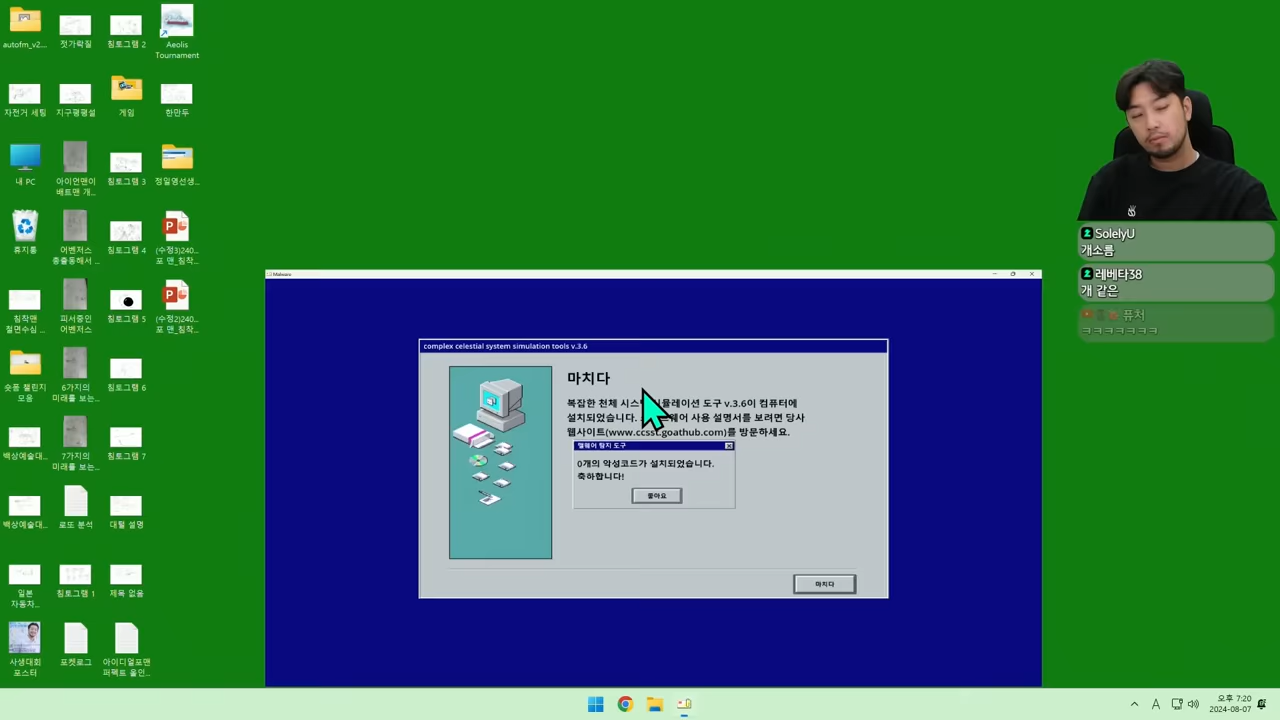 autofm_v2...
젓가락질
침토그램 2
Aeolis
Tournament
자전거 세팅
지구평평설
게임
한만두
내 PC
아이언맨이
배트맨 개...
침토그램 3
정일영선생...
휴지통
어벤저스
총출동해서 ...
침토그램 4
(수정3)240...
포 맨_침착...
침착맨
철면수심 ...
피서중인
어벤저스
침토그램 5
(수정2)240...
포 맨_침착...
숏폼 챌린지
모음
6가지의
미래를 보는...
침토그램 6
백상예술대...
7가지의
미래를 보는...
침토그램 7
백상예술대...
로또 분석
대털 설명
일본
자동차...
침토그램 1
제목 없음
사생대회
포스터
포켓로그
아이디얼포맨
퍼펙트 올인...
Malware
complex celestial system simulation tools v.3.6
마치다
복잡한 천체 시스 뮬레이션 도구 v.3.6이 컴퓨터에
설치되었습니다. 웨어 사용 설명서를 보려면 당사
웹사이트(www.ccsst.goathub.com)를 방문하세요.
멜웨어 탐지 도구
0개의 악성코드가 설치되었습니다.
축하합니다!
좋아요
마치다
SolelyU
개소름
레베타38
개 같은
퓨처
ㅋㅋㅋㅋㅋㅋㅋ
A
오후 7:20
2024-08-07